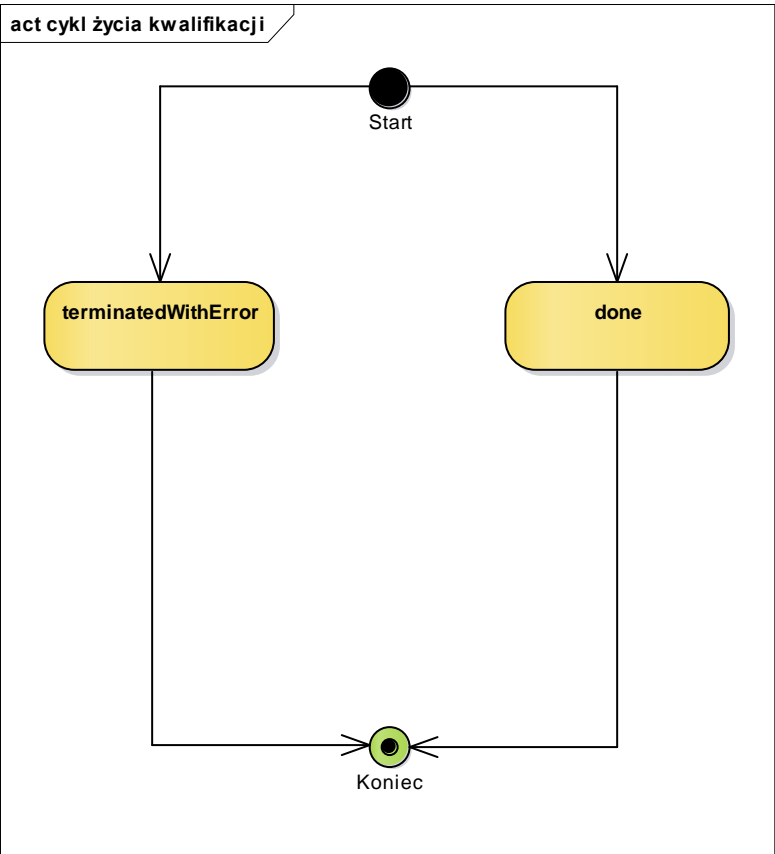 act cykl życia kwalifikacji
Start
terminatedWithError
done
Koniec